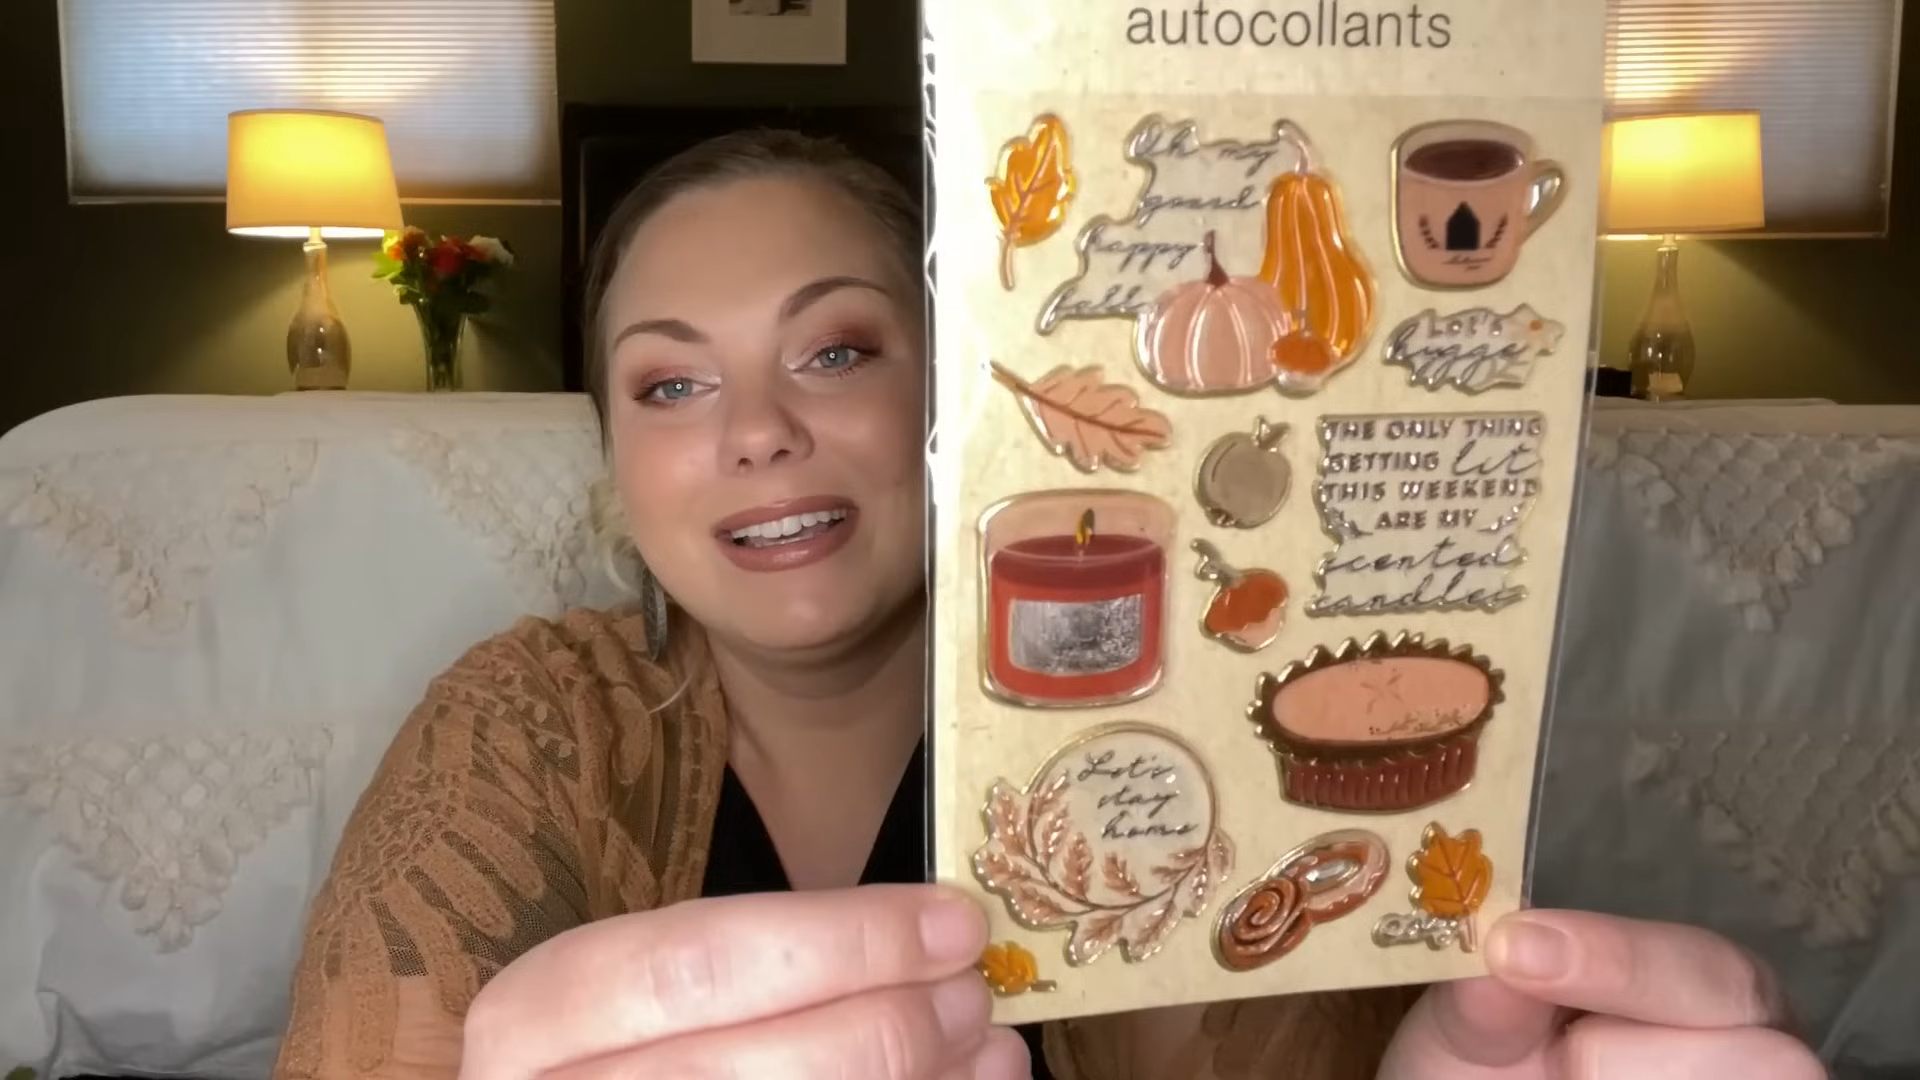 autocollants
Oh my
gourd
happy
fall
LET'S
hygge
THE ONLY THING
GETTING lit
THIS WEEKEND
ARE MY
scented
candles
Let's
stay
home